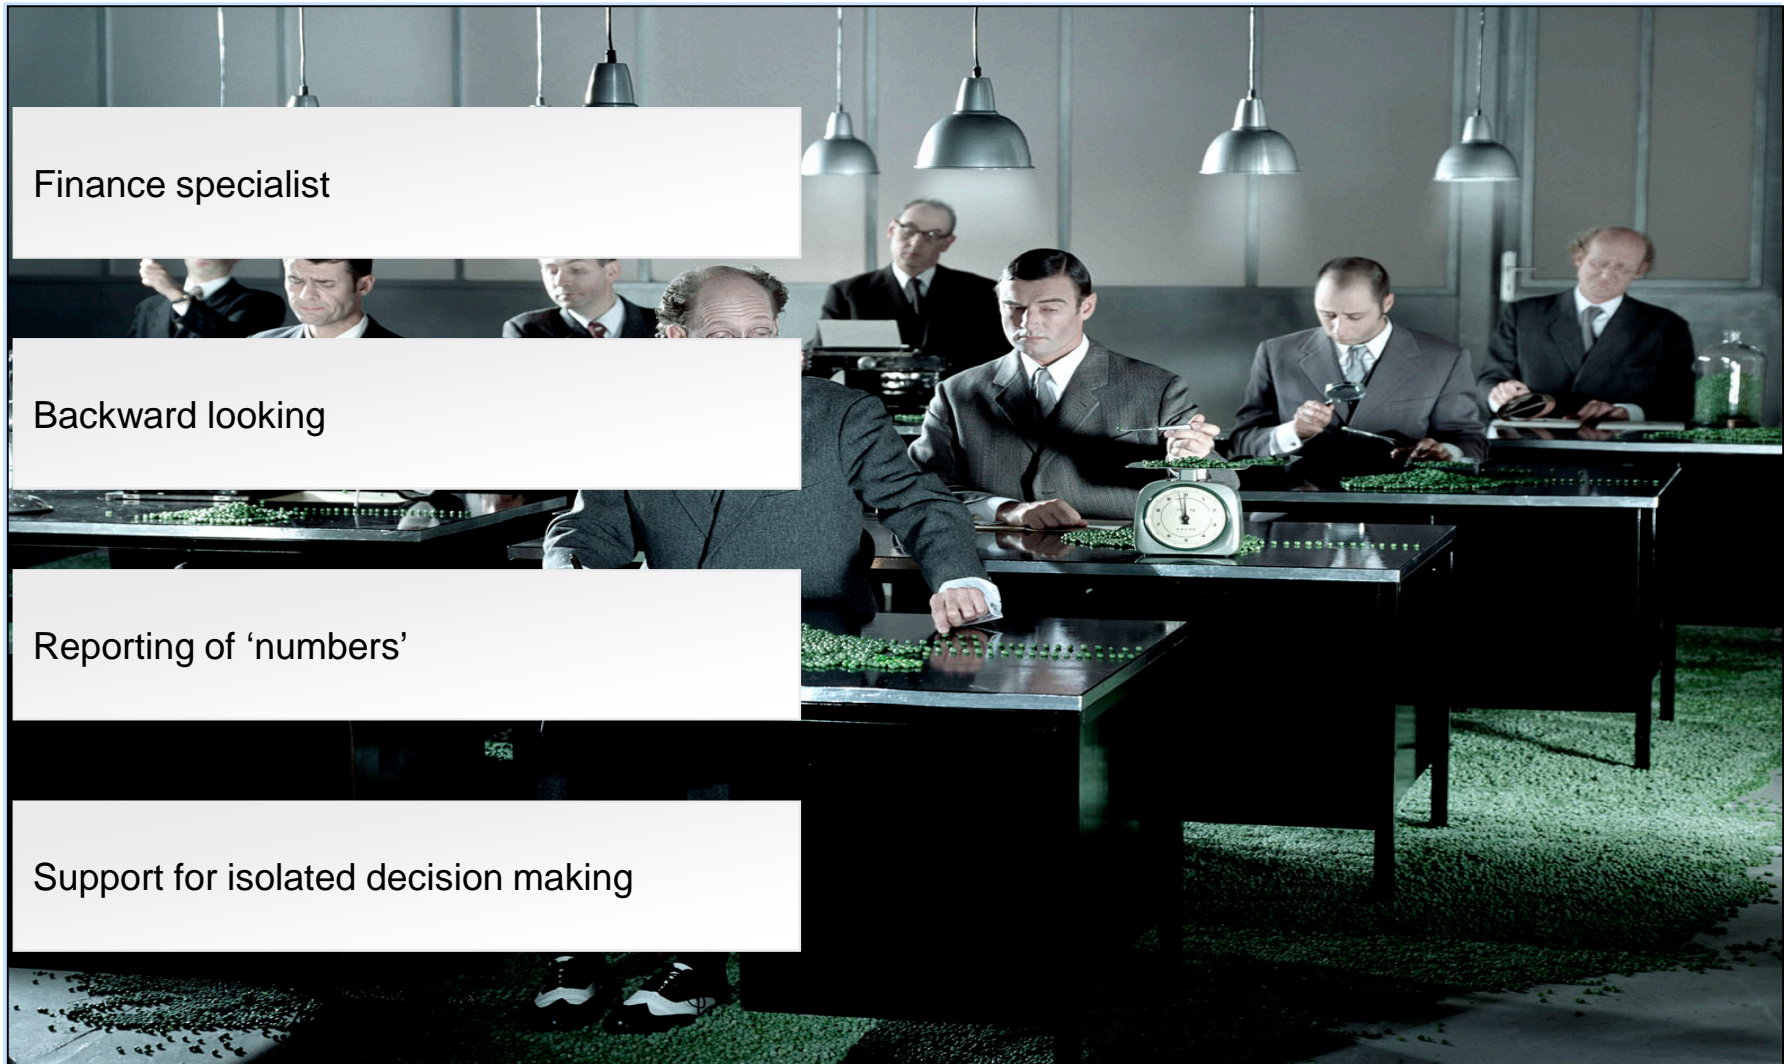 Finance specialist
Backward looking
Reporting of ‘numbers’
Support for isolated decision making